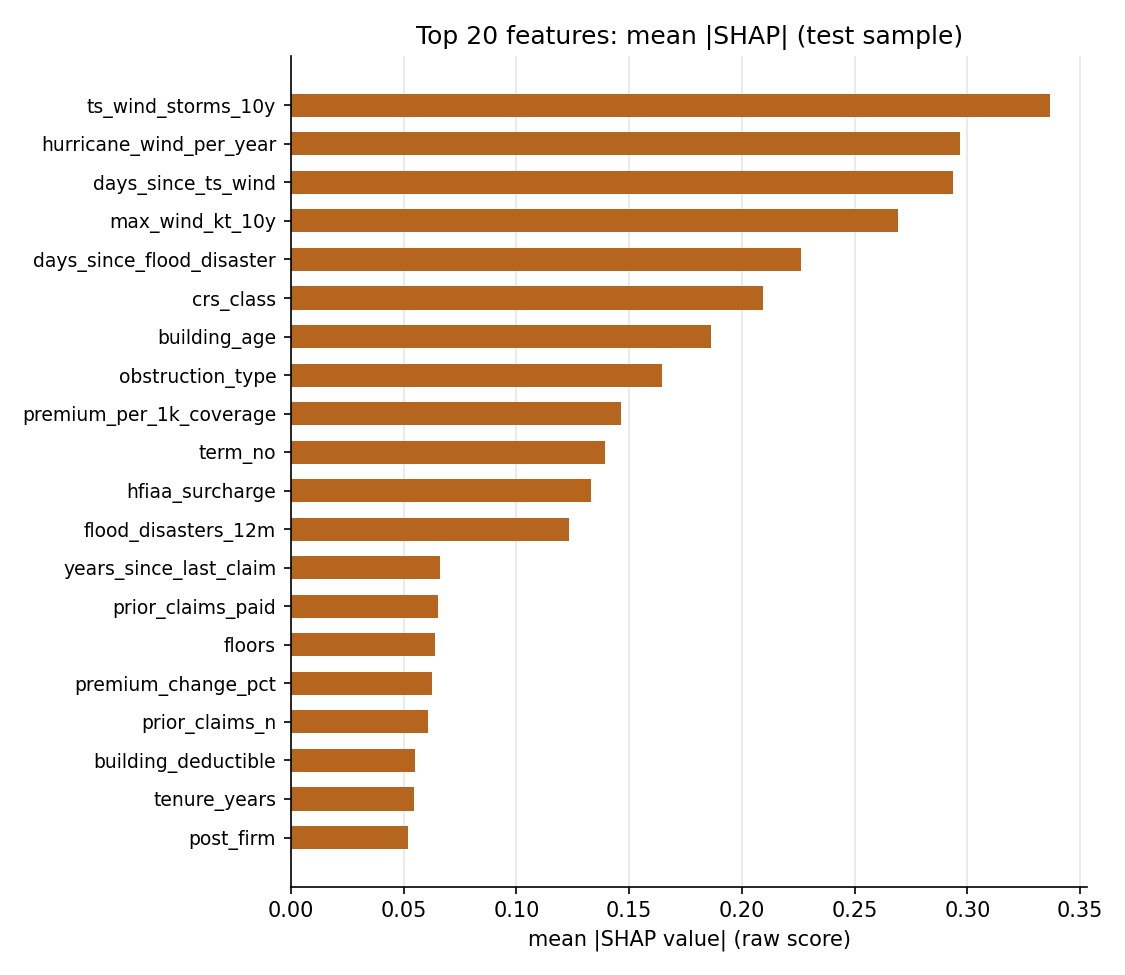 Top 20 features: mean |SHAP| (test sample)
ts_wind_storms_10y
hurricane_wind_per_year
days_since_ts_wind
max_wind_kt_10y
days_since_flood_disaster
crs_class
building_age
obstruction_type
premium_per_1k_coverage
term_no
hfiaa_surcharge
flood_disasters_12m
years_since_last_claim
prior_claims_paid
floors
premium_change_pct
prior_claims_n
building_deductible
tenure_years
post_firm
0.00 0.05 0.10 0.15 0.20 0.25 0.30 0.35
mean |SHAP value| (raw score)